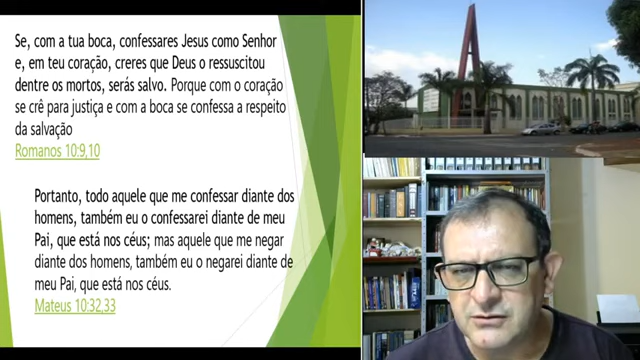 Se, com a tua boca, confessares Jesus como Senhor
e, em teu coração, creres que Deus o ressuscitou
dentre os mortos, serás salvo. Porque com o coração
se crê para justiça e com a boca se confessa a respeito
da salvação
Romanos 10:9,10
Portanto, todo aquele que me confessar diante dos
homens, também eu o confessarei diante de meu
Pai, que está nos céus; mas aquele que me negar
diante dos homens, também eu o negarei diante de
meu Pai, que está nos céus.
Mateus 10:32,33